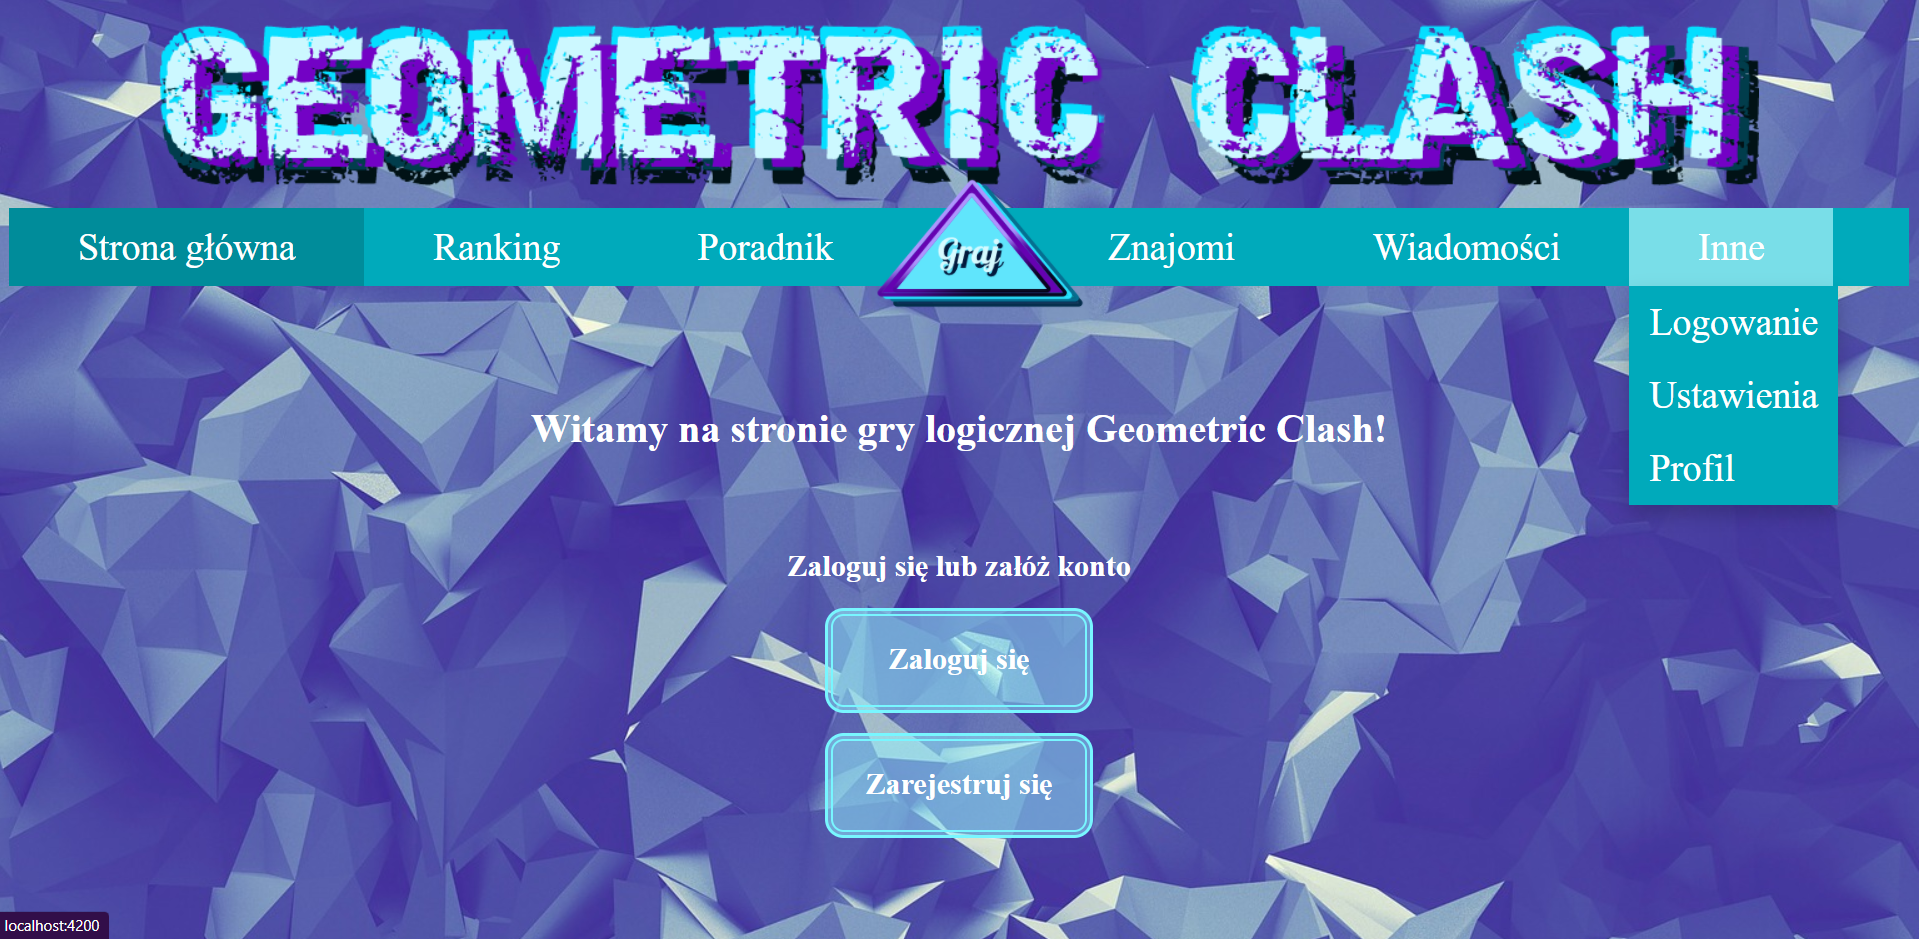 GEOMETRIC CLASH
Strona główna
Ranking
Poradnik
Graj
Znajomi
Wiadomości
Inne
Logowanie
Ustawienia
Profil
Witamy na stronie gry logicznej Geometric Clash!
Zaloguj się lub załóż konto
Zaloguj się
Zarejestruj się
localhost:4200